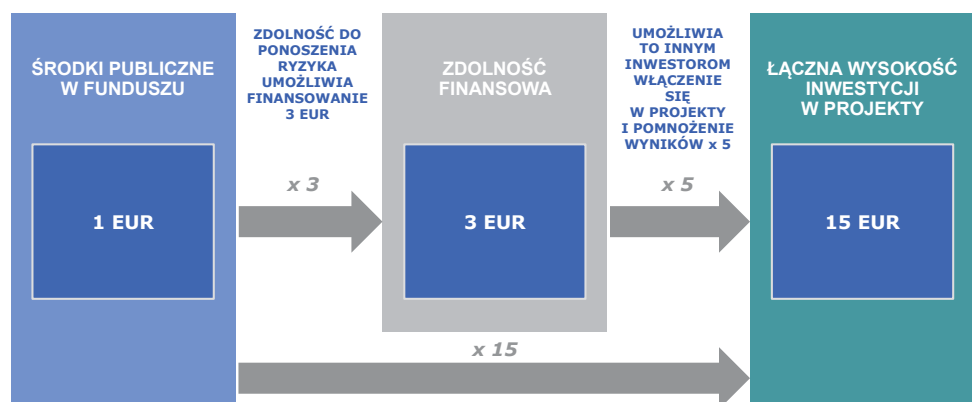 ŚRODKI PUBLICZNE
W FUNDUSZU
1 EUR
ZDOLNOŚĆ DO
PONOSZENIA
RYZYKA
UMOŻLIWIA
FINANSOWANIE
3 EUR
x 3
ZDOLNOŚĆ
FINANSOWA
3 EUR
UMOŻLIWIA
TO INNYM
INWESTOROM
WŁĄCZENIE
SIĘ
W PROJEKTY
I POMNOŻENIE
WYNIKÓW x 5
x 5
ŁĄCZNA WYSOKOŚĆ
INWESTYCJI
W PROJEKTY
15 EUR
x 15